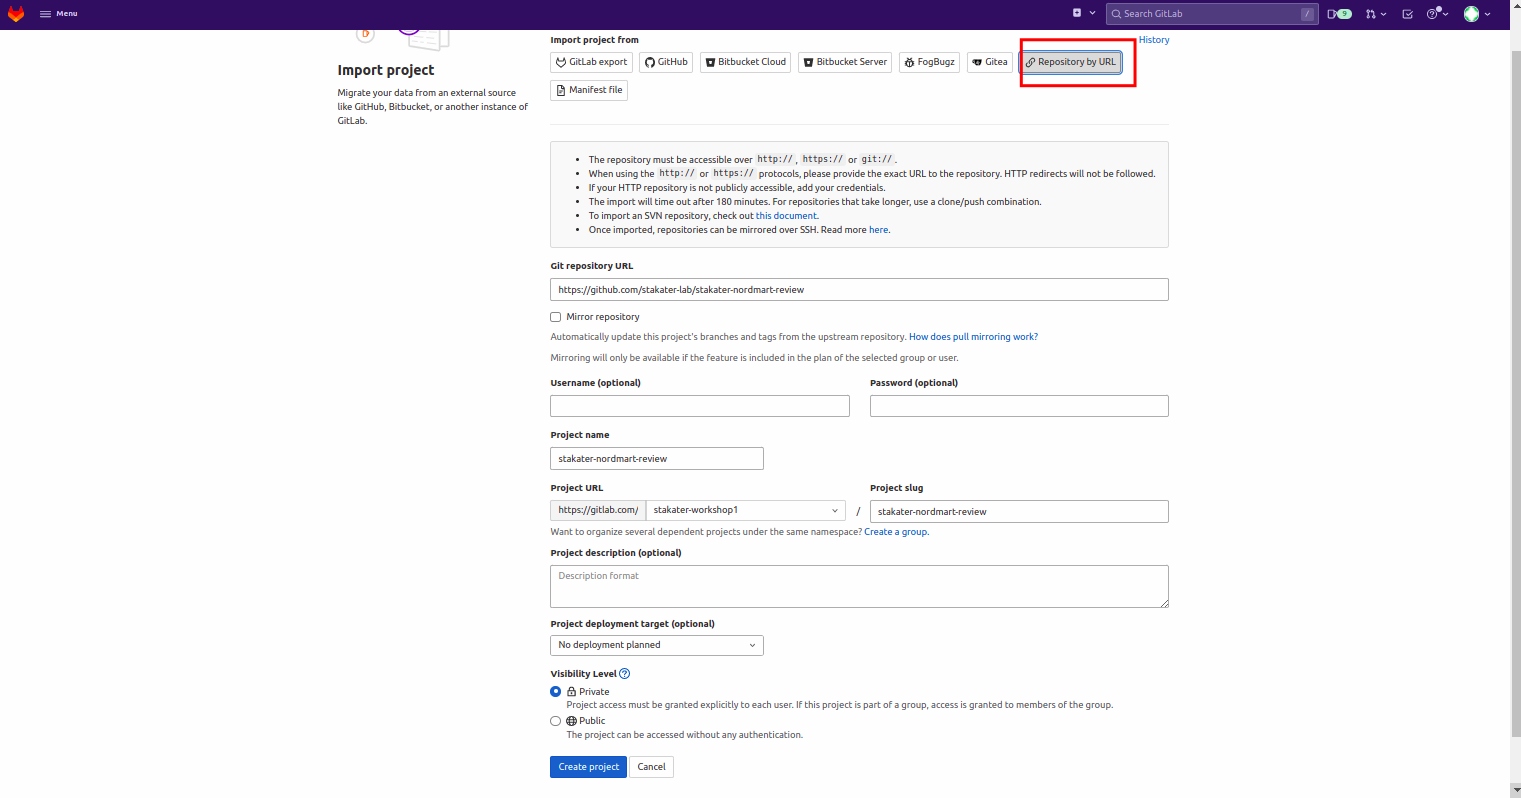 Menu
Search GitLab
/
9
D
Import project
Migrate your data from an external source
like GitHub, Bitbucket, or another instance of
GitLab.
Import project from
History
GitLab export
GitHub
Bitbucket Cloud
Bitbucket Server
FogBugz
Gitea
Repository by URL
Manifest file
• The repository must be accessible over http://, https:// or git://.
• When using the http:// or https:// protocols, please provide the exact URL to the repository. HTTP redirects will not be followed.
• If your HTTP repository is not publicly accessible, add your credentials.
• The import will time out after 180 minutes. For repositories that take longer, use a clone/push combination.
• To import an SVN repository, check out this document.
• Once imported, repositories can be mirrored over SSH. Read more here.
Git repository URL
https://github.com/stakater-lab/stakater-nordmart-review
Mirror repository
Automatically update this project's branches and tags from the upstream repository. How does pull mirroring work?
Mirroring will only be available if the feature is included in the plan of the selected group or user.
Username (optional)
Password (optional)
Project name
stakater-nordmart-review
Project URL
Project slug
https://gitlab.com/
stakater-workshop1
/
stakater-nordmart-review
Want to organize several dependent projects under the same namespace? Create a group.
Project description (optional)
Description format
Project deployment target (optional)
No deployment planned
Visibility Level
Private
Project access must be granted explicitly to each user. If this project is part of a group, access is granted to members of the group.
Public
The project can be accessed without any authentication.
Create project
Cancel